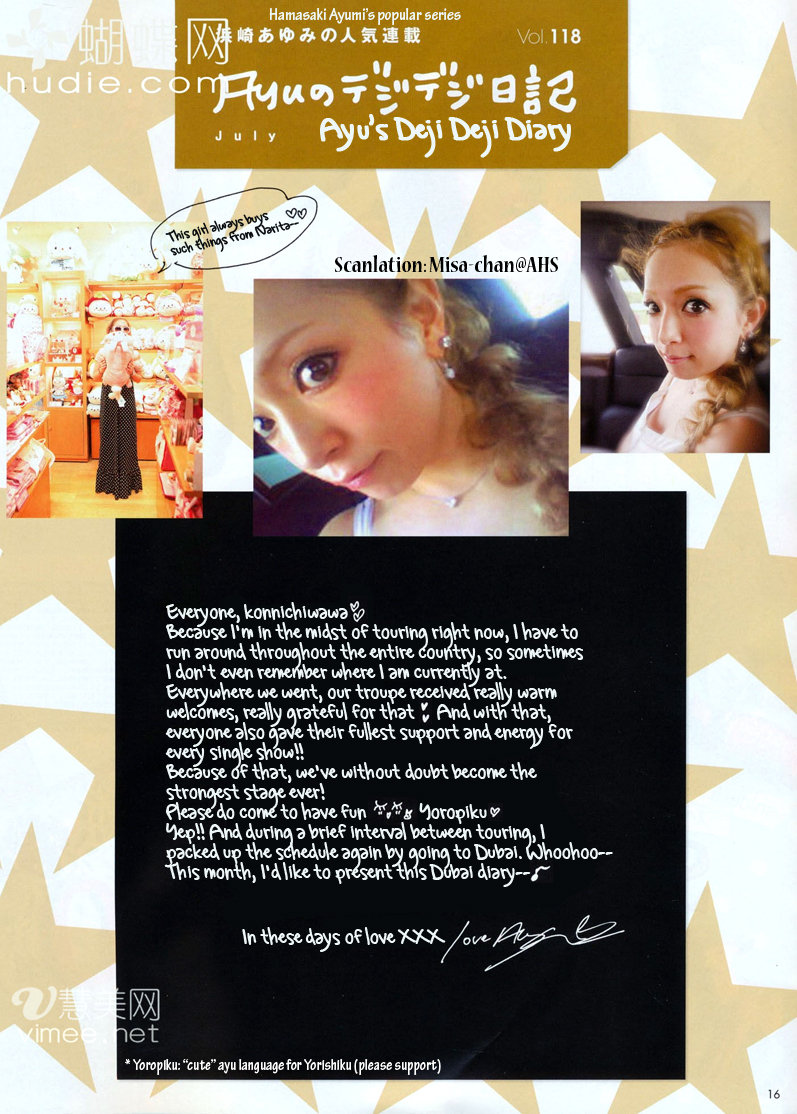 Hamasaki Ayumi's popular series
浜崎あゆみの人気連載
Vol.118
蝴蝶网
hudie.com
Ayuのデジデジ日記
July
Ayu's Deji Deji Diary
This girl always buys
such things from Narita--
Scanlation: Misa-chan@AHS
Everyone, konnichiwawa
Because I'm in the midst of touring right now, I have to
run around throughout the entire country, so sometimes
I don't even remember where I am currently at.
Everywhere we went, our troupe received really warm
welcomes, really grateful for that And with that,
everyone also gave their fullest support and energy for
every single show!!
Because of that, we've without doubt become the
strongest stage ever!
Please do come to have fun Yoropiku
Yep!! And during a brief interval between touring, I
packed up the schedule again by going to Dubai. Whoohoo--
This month, I'd like to present this Dubai diary--♪
In these days of love XXX love Ayu
慧美网
vimee.net
* Yoropiku: "cute" ayu language for Yorishiku (please support)
16